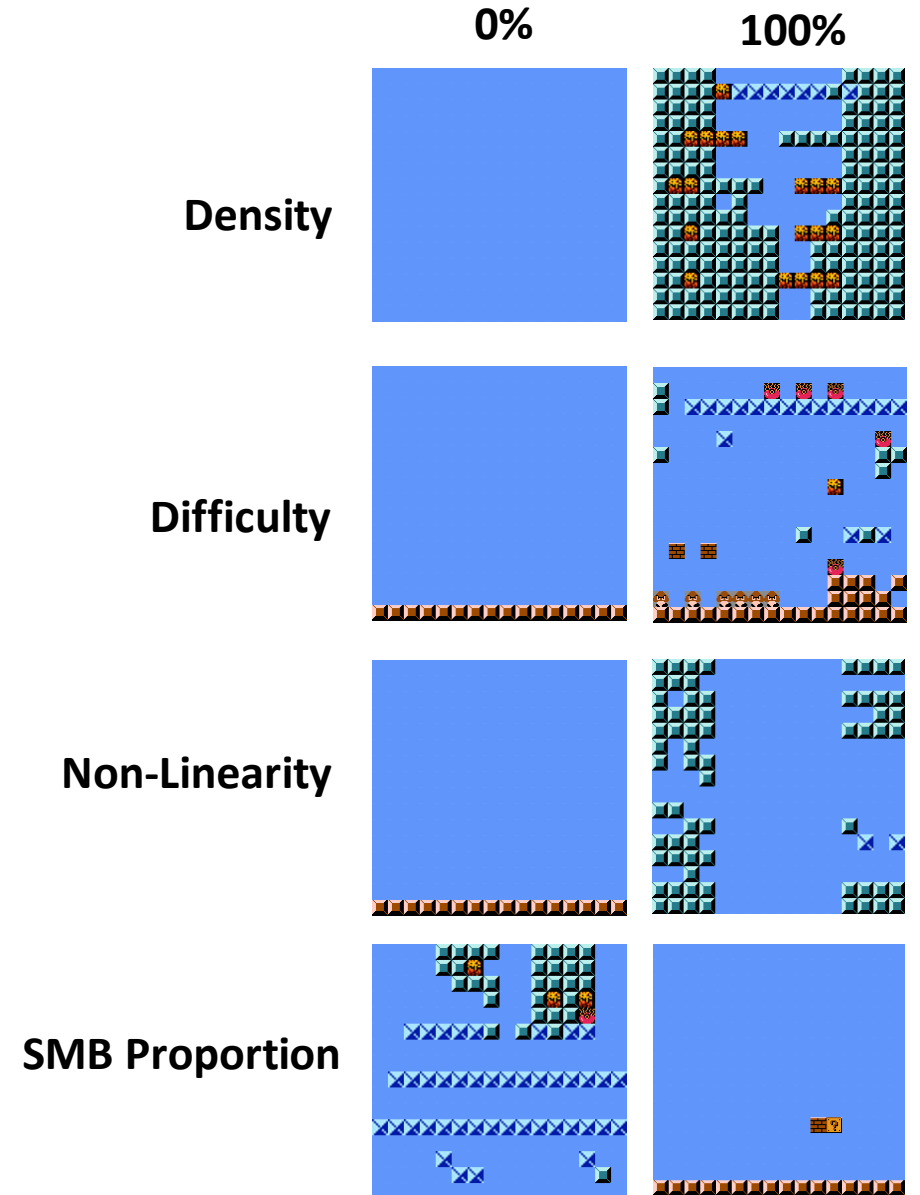 0%
100%
Density
Difficulty
Non-Linearity
SMB Proportion
?